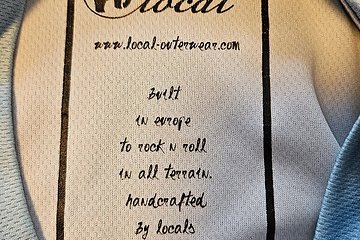 local
www.local-outerwear.com
Built
in europe
to rock n roll
in all terrain.
handcrafted
By locals